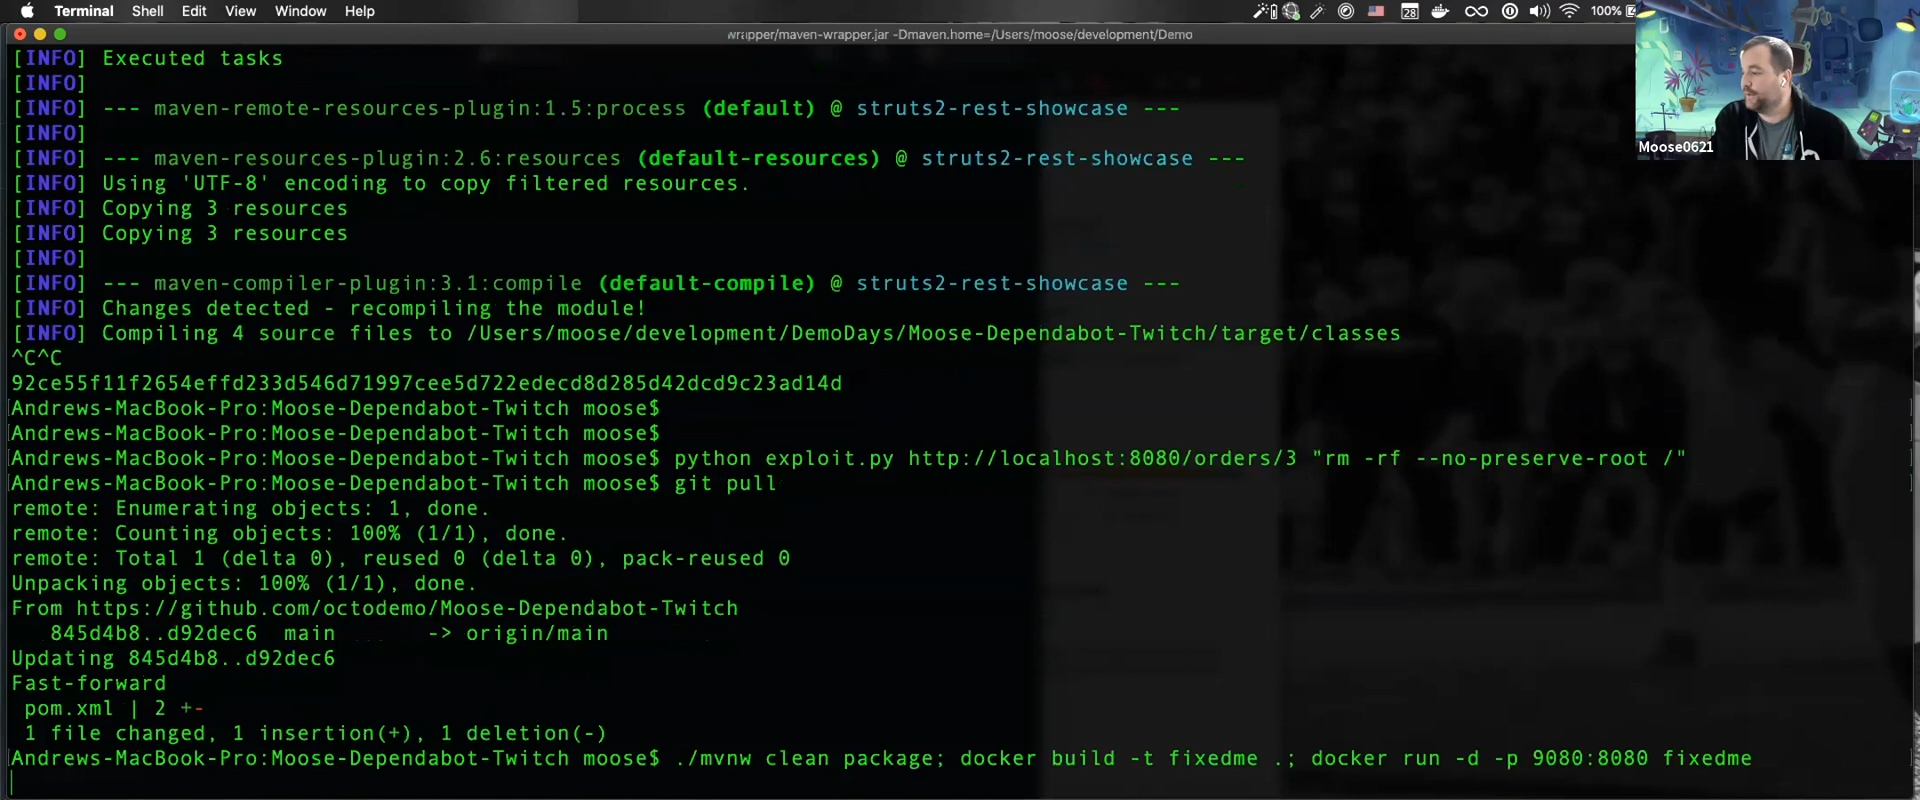 Terminal Shell Edit View Window Help
28 100%
wrapper/maven-wrapper.jar -Dmaven.home=/Users/moose/development/Demo
[INFO] Executed tasks
[INFO]
[INFO] --- maven-remote-resources-plugin:1.5:process (default) @ struts2-rest-showcase ---
[INFO]
[INFO] --- maven-resources-plugin:2.6:resources (default-resources) @ struts2-rest-showcase ---
[INFO] Using 'UTF-8' encoding to copy filtered resources.
[INFO] Copying 3 resources
[INFO] Copying 3 resources
[INFO]
[INFO] --- maven-compiler-plugin:3.1:compile (default-compile) @ struts2-rest-showcase ---
[INFO] Changes detected - recompiling the module!
[INFO] Compiling 4 source files to /Users/moose/development/DemoDays/Moose-Dependabot-Twitch/target/classes
^C^C
92ce55f11f2654effd233d546d71997cee5d722edecd8d285d42dcd9c23ad14d
Andrews-MacBook-Pro:Moose-Dependabot-Twitch moose$
Andrews-MacBook-Pro:Moose-Dependabot-Twitch moose$
Andrews-MacBook-Pro:Moose-Dependabot-Twitch moose$ python exploit.py http://localhost:8080/orders/3 "rm -rf --no-preserve-root /"
Andrews-MacBook-Pro:Moose-Dependabot-Twitch moose$ git pull
remote: Enumerating objects: 1, done.
remote: Counting objects: 100% (1/1), done.
remote: Total 1 (delta 0), reused 0 (delta 0), pack-reused 0
Unpacking objects: 100% (1/1), done.
From https://github.com/octodemo/Moose-Dependabot-Twitch
845d4b8..d92dec6 main -> origin/main
Updating 845d4b8..d92dec6
Fast-forward
pom.xml | 2 +-
1 file changed, 1 insertion(+), 1 deletion(-)
Andrews-MacBook-Pro:Moose-Dependabot-Twitch moose$ ./mvnw clean package; docker build -t fixedme .; docker run -d -p 9080:8080 fixedme
Moose0621